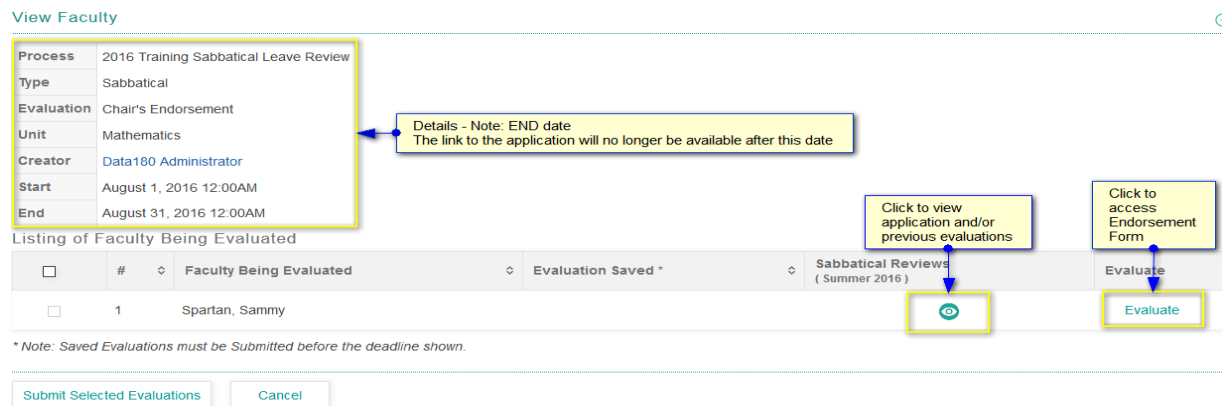 View Faculty
Process 2016 Training Sabbatical Leave Review
Type Sabbatical
Evaluation Chair's Endorsement
Unit Mathematics
Creator Data180 Administrator
Start August 1, 2016 12:00AM
End August 31, 2016 12:00AM
Details - Note: END date
The link to the application will no longer be available after this date
Click to view
application and/or
previous evaluations
Click to
access
Endorsement
Form
Listing of Faculty Being Evaluated
# Faculty Being Evaluated Evaluation Saved * Sabbatical Reviews Evaluate
( Summer 2016 )
1 Spartan, Sammy Evaluate
* Note: Saved Evaluations must be Submitted before the deadline shown.
Submit Selected Evaluations Cancel